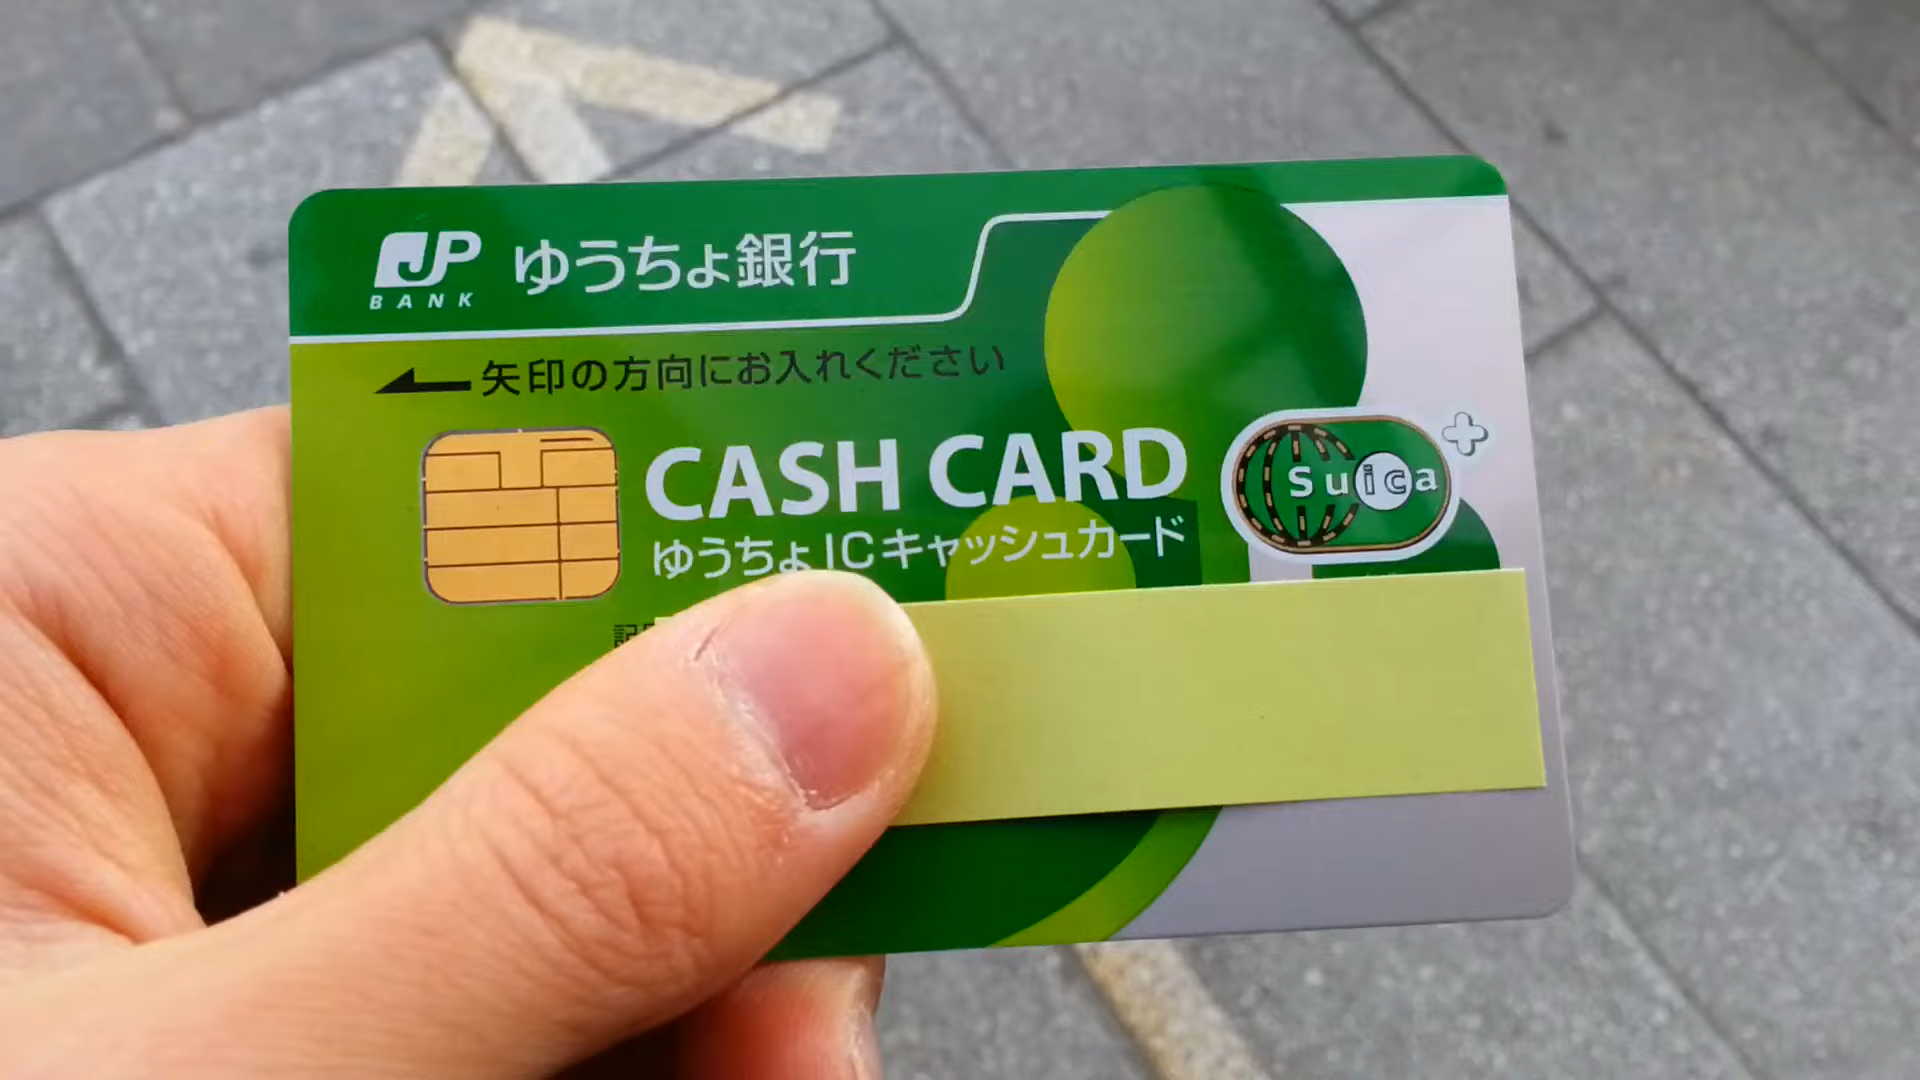 JP
BANK
ゆうちょ銀行
矢印の方向にお入れください
CASH CARD
ゆうちょICキャッシュカード
Suica